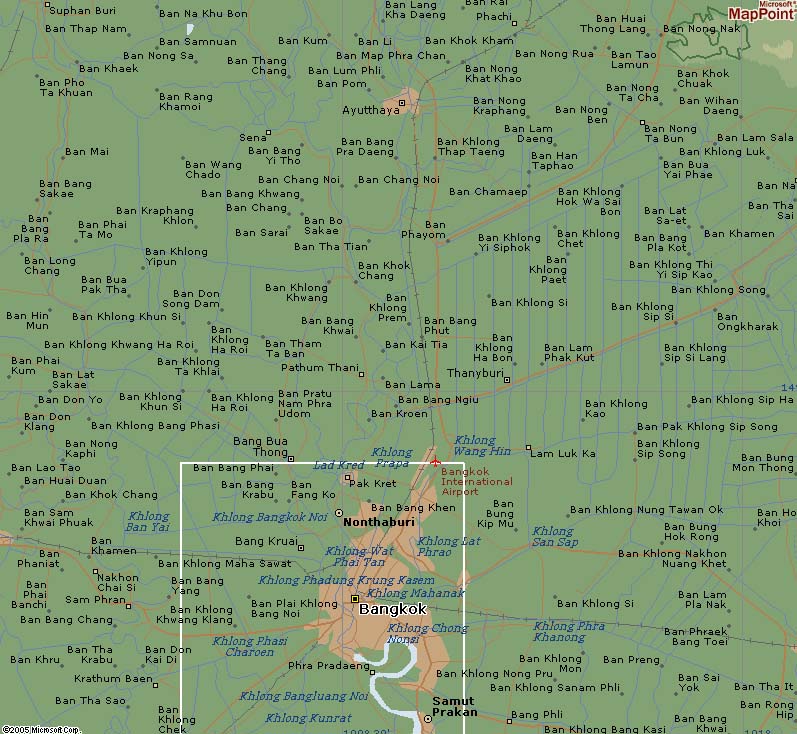 Suphan Buri
Ban Na Khu Bon
Ban Lang
Kha Daeng
Ban Rai
Phachi
Ban Huai
Thong Lang
Ban Nong Nak
Microsoft®
MapPoint®
Ban Thap Nam
Ban Samnuan
Ban Kum
Ban Li
Ban Khok Kham
Ban Nong Sa
Ban Map Phra Chan
Ban Nong Rua
Ban Tao
Lamun
Ban Khaek
Ban Thang
Chang
Ban Lum Phli
Ban Nong
Khat Khao
Ban Khok
Chuak
Ban Pho
Ta Khuan
Ban Pom
Ban Nong
Ta Cha
Ban Rang
Khamoi
Ayutthaya
Ban Nong
Kraphang
Ban Nong
Ben
Ban Wihan
Daeng
Sena
Ban Lam
Daeng
Ban Nong
Ta Bun
Ban Lam Sala
Ban Mai
Ban Bang
Yi Tho
Ban Bang
Pra Daeng
Ban Khlong
Thap Taeng
Ban Han
Taphao
Ban Khlong Luk
Ban Wang
Chado
Ban Bua
Yai Phae
Ban Bang
Sakae
Ban Chang Noi
Ban Chang Noi
Ban Chamaep
Ban Khlong
Hok Wa Sai
Bon
Ban Na
Ban Bang Khwang
Ban Kraphang
Khlon
Ban Chang
Ban Lat
Sa-et
Ban Tha
Sai
Ban
Bang
Pla Ra
Ban Phai
Ta Mo
Ban Sarai
Ban Bo
Sakae
Ban
Phayom
Ban Khlong
Yi Siphok
Ban Khlong
Chet
Ban Bang
Pla Kot
Ban Khamen
Ban Tha Tian
Ban Long
Chang
Ban Khlong
Yipun
Ban Khok
Chang
Ban
Khlong
Paet
Ban Khlong Thi
Yi Sip Kao
Ban Bua
Pak Tha
Ban Don
Song Dam
Ban Khlong
Khwang
Ban
Khlong
Prem
Ban Khlong Si
Ban Khlong Song
Ban Hin
Mun
Ban Khlong Khun Si
Ban Bang
Khwai
Ban Bang
Phut
Ban Khlong
Sip Si
Ban
Ongkharak
Ban Khlong Khwang Ha Roi
Ban
Khlong
Ha Roi
Ban Tham
Ta Ban
Ban Kai Tia
Ban
Khlong
Ha Bon
Ban Lam
Phak Kut
Ban Khlong
Sip Si Lang
Ban Phai
Kum
Ban Khlong
Ta Khlai
Pathum Thani
Thanyburi
Ban Lat
Sakae
Ban Lama
Ban Don Yo
Ban Khlong
Khun Si
Ban Khlong
Ha Roi
Ban Pratu
Nam Phra
Udom
Ban Bang Ngiu
Ban Khlong
Kao
Ban Khlong Sip Ha
Ban Don
Klang
Ban Khlong Bang Phasi
Ban Kroen
Ban Pak Khlong Sip Song
Ban Nong
Kaphi
Ban Bang Bua
Thong
Khlong
Prapa
Khlong
Wang Hin
Lam Luk Ka
Ban Khlong
Sip Song
Ban Lao Tao
Ban Bang Phai
Lad Kred
Bangkok
International
Airport
Ban Bung
Mon Thong
Ban Huai Duan
Ban Bang
Krabu
Ban
Fang Ko
Pak Kret
Ban Khok Chang
Ban Bang Khen
Ban
Bung
Kip Mu
Ban Khlong Nung Tawan Ok
Ban Sam
Khwai Phuak
Khlong
Ban Yai
Khlong Bangkok Noi
Nonthaburi
Khlong
San Sap
Ban Bung
Hok Rong
Ban Ho
Khoi
Ban
Khamen
Bang Kruai
Khlong Lat
Phrao
Ban
Phaniat
Ban Khlong Maha Sawat
Khlong Wat
Phai Tan
Ban Khlong Nakhon
Nuang Khet
Nakhon
Chai Si
Ban Bang
Yang
Khlong Phadung Krung Kasem
Khlong Mahanak
Ban
Phai
Banchi
Sam Phran
Ban Khlong
Khwang Klang
Ban Plai Khlong
Bang Noi
Bangkok
Ban Khlong Si
Ban Lam
Pla Nak
Ban Bang Chang
Khlong Chong
Nonsi
Khlong Phra
Khanong
Ban Phraek
Bang Toei
Khlong Phasi
Charoen
Ban Khru
Ban Tha
Krabu
Ban Don
Kai Di
Phra Pradaeng
Ban Khlong
Mon
Ban Preng
Krathum Baen
Ban Khlong Nong Pru
Ban Sai
Yok
Ban Tha It
Ban Khlong Sanam Phli
Ban Tha Sao
Khlong Bangluang Noi
Samut
Prakan
Ban Rong
Hip
Ban
Khlong
Chek
Khlong Kunrat
Bang Phli
Ban Khlong Bang Kasi
Ban Bang
Kasi
©2005 Microsoft Corp.